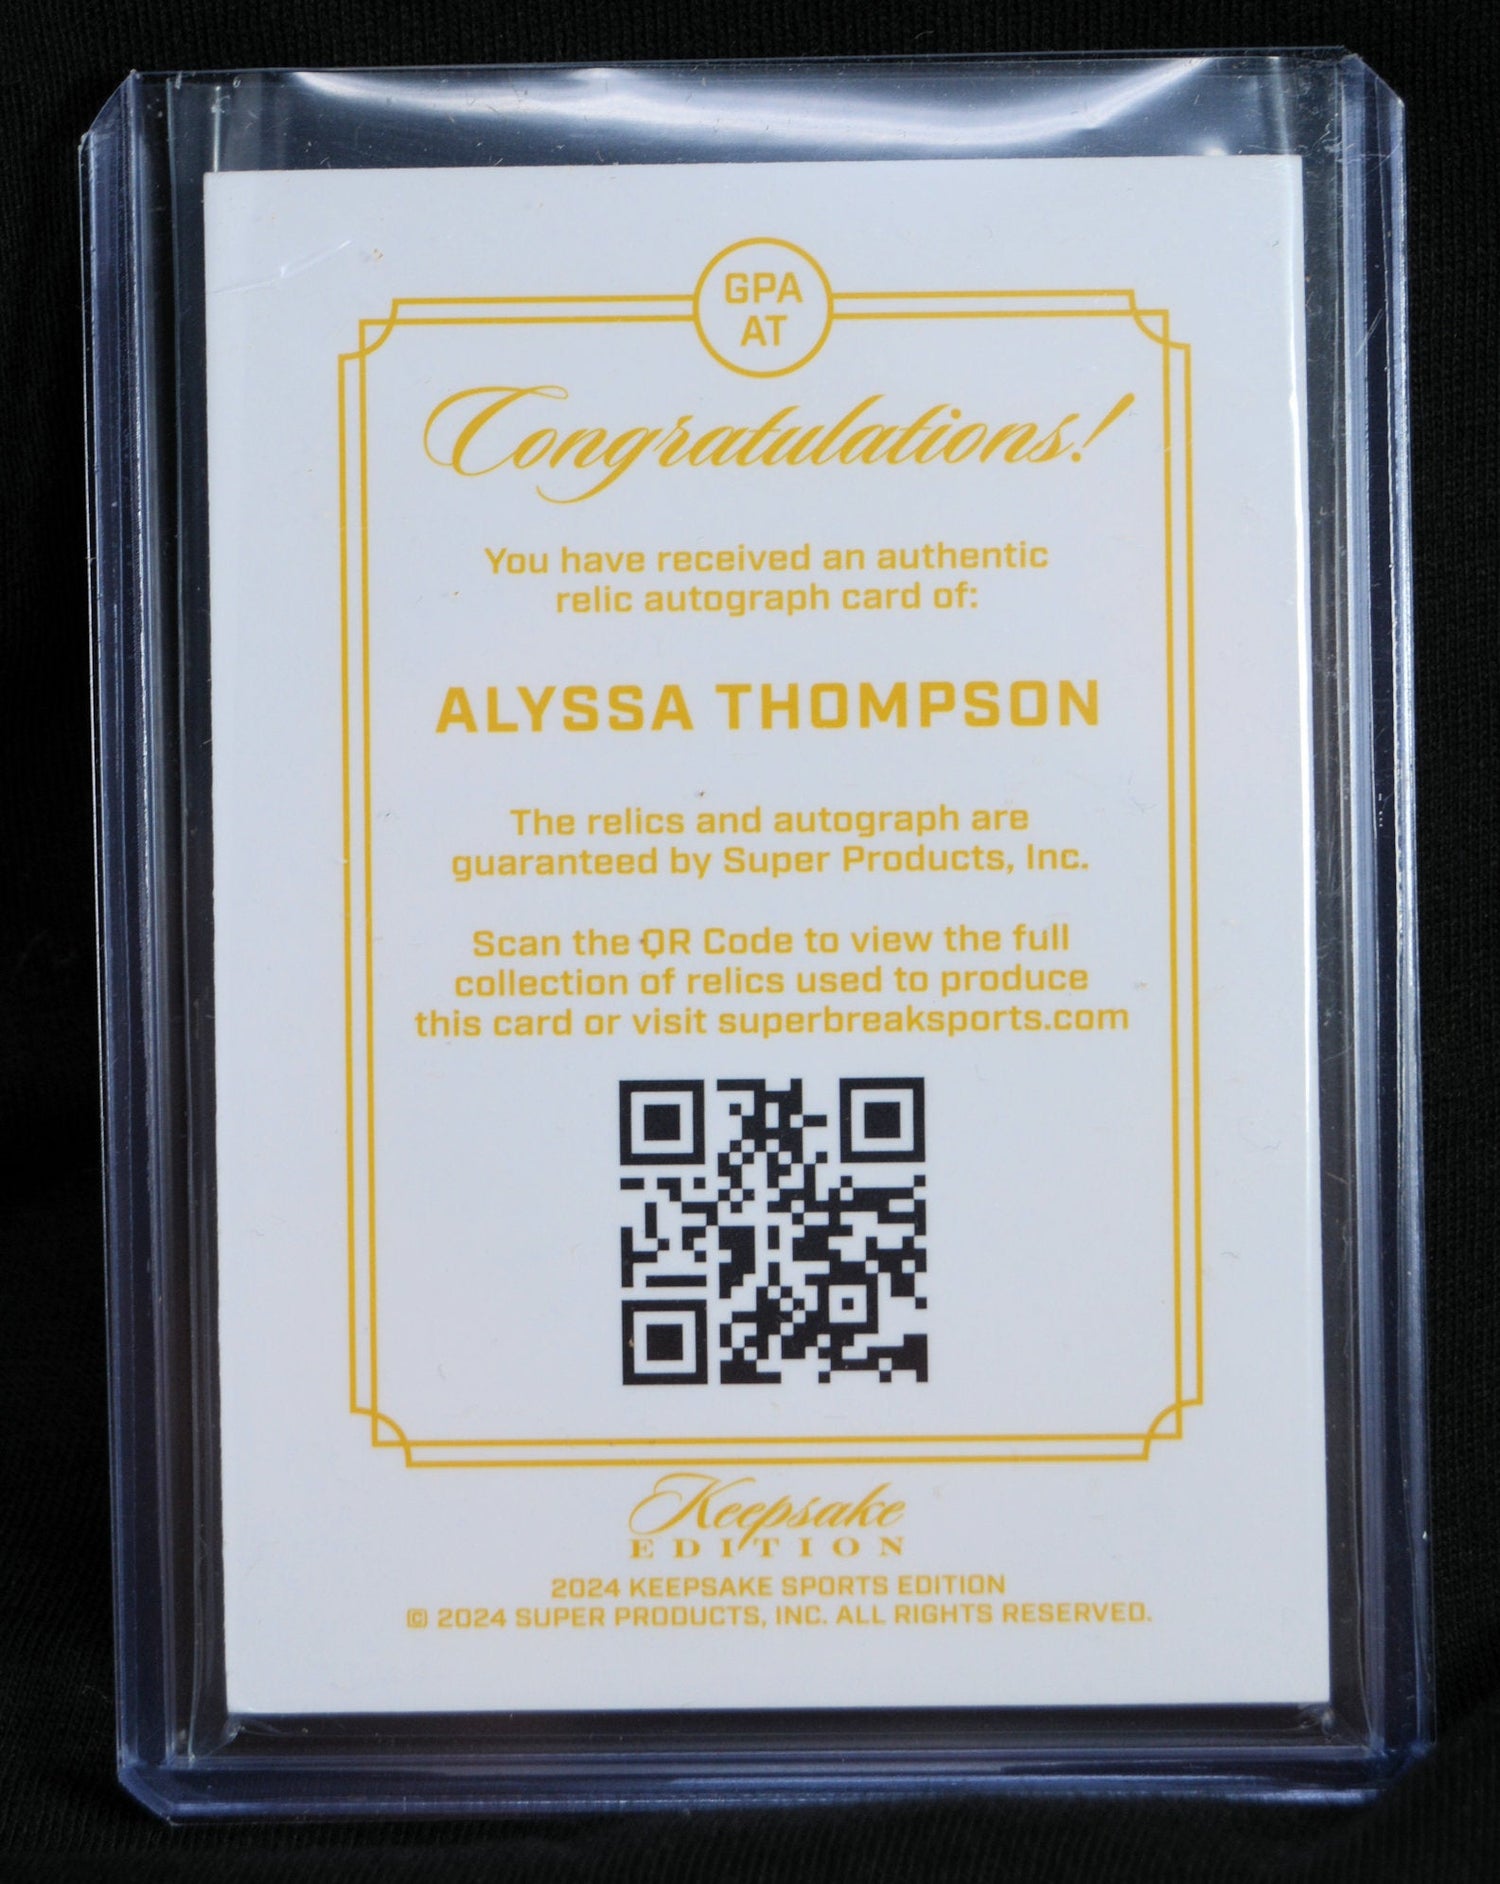 GPA
AT
Congratulations!
You have received an authentic
relic autograph card of:
ALYSSA THOMPSON
The relics and autograph are
guaranteed by Super Products, Inc.
Scan the QR Code to view the full
collection of relics used to produce
this card or visit superbreaksports.com
Keepsake
EDITION
2024 KEEPSAKE SPORTS EDITION
© 2024 SUPER PRODUCTS, INC. ALL RIGHTS RESERVED.